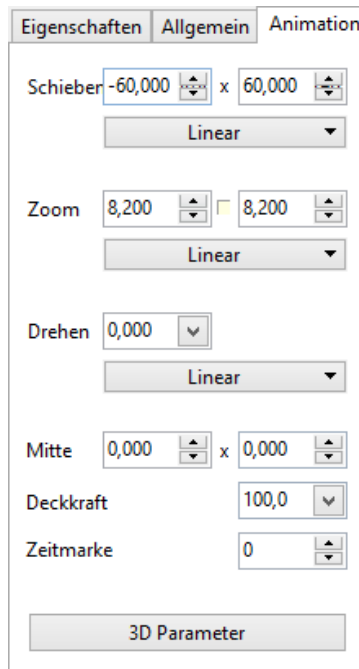 Eigenschaften Allgemein Animation
Schieben -60,000 x 60,000
Linear
Zoom 8,200 8,200
Linear
Drehen 0,000
Linear
Mitte 0,000 x 0,000
Deckkraft 100,0
Zeitmarke 0
3D Parameter